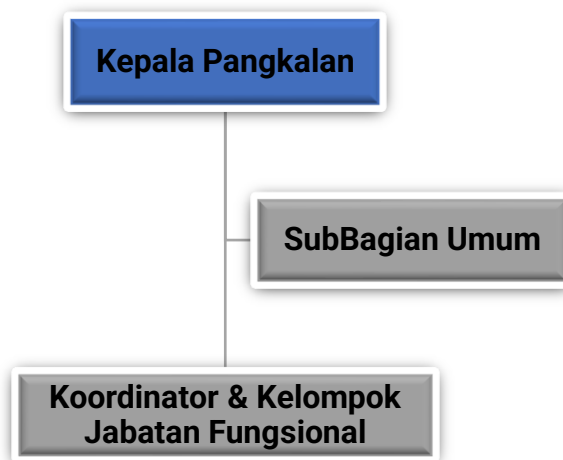 Kepala Pangkalan
SubBagian Umum
Koordinator & Kelompok
Jabatan Fungsional